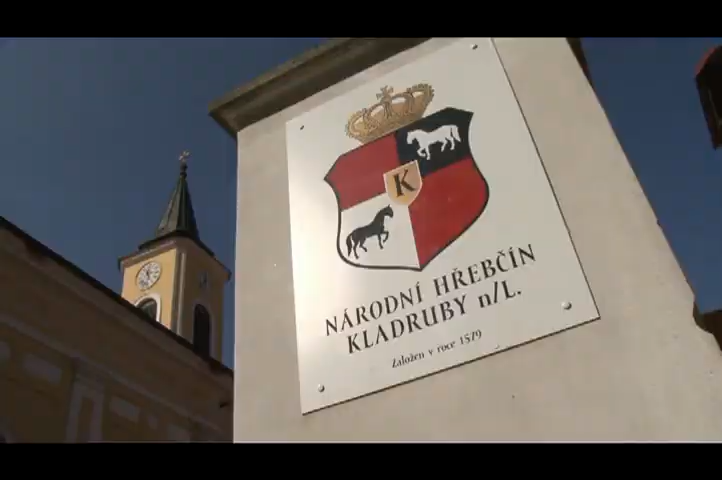 K
NÁRODNÍ HŘEBČÍN
KLADRUBY n/L.
Založen v roce 1579